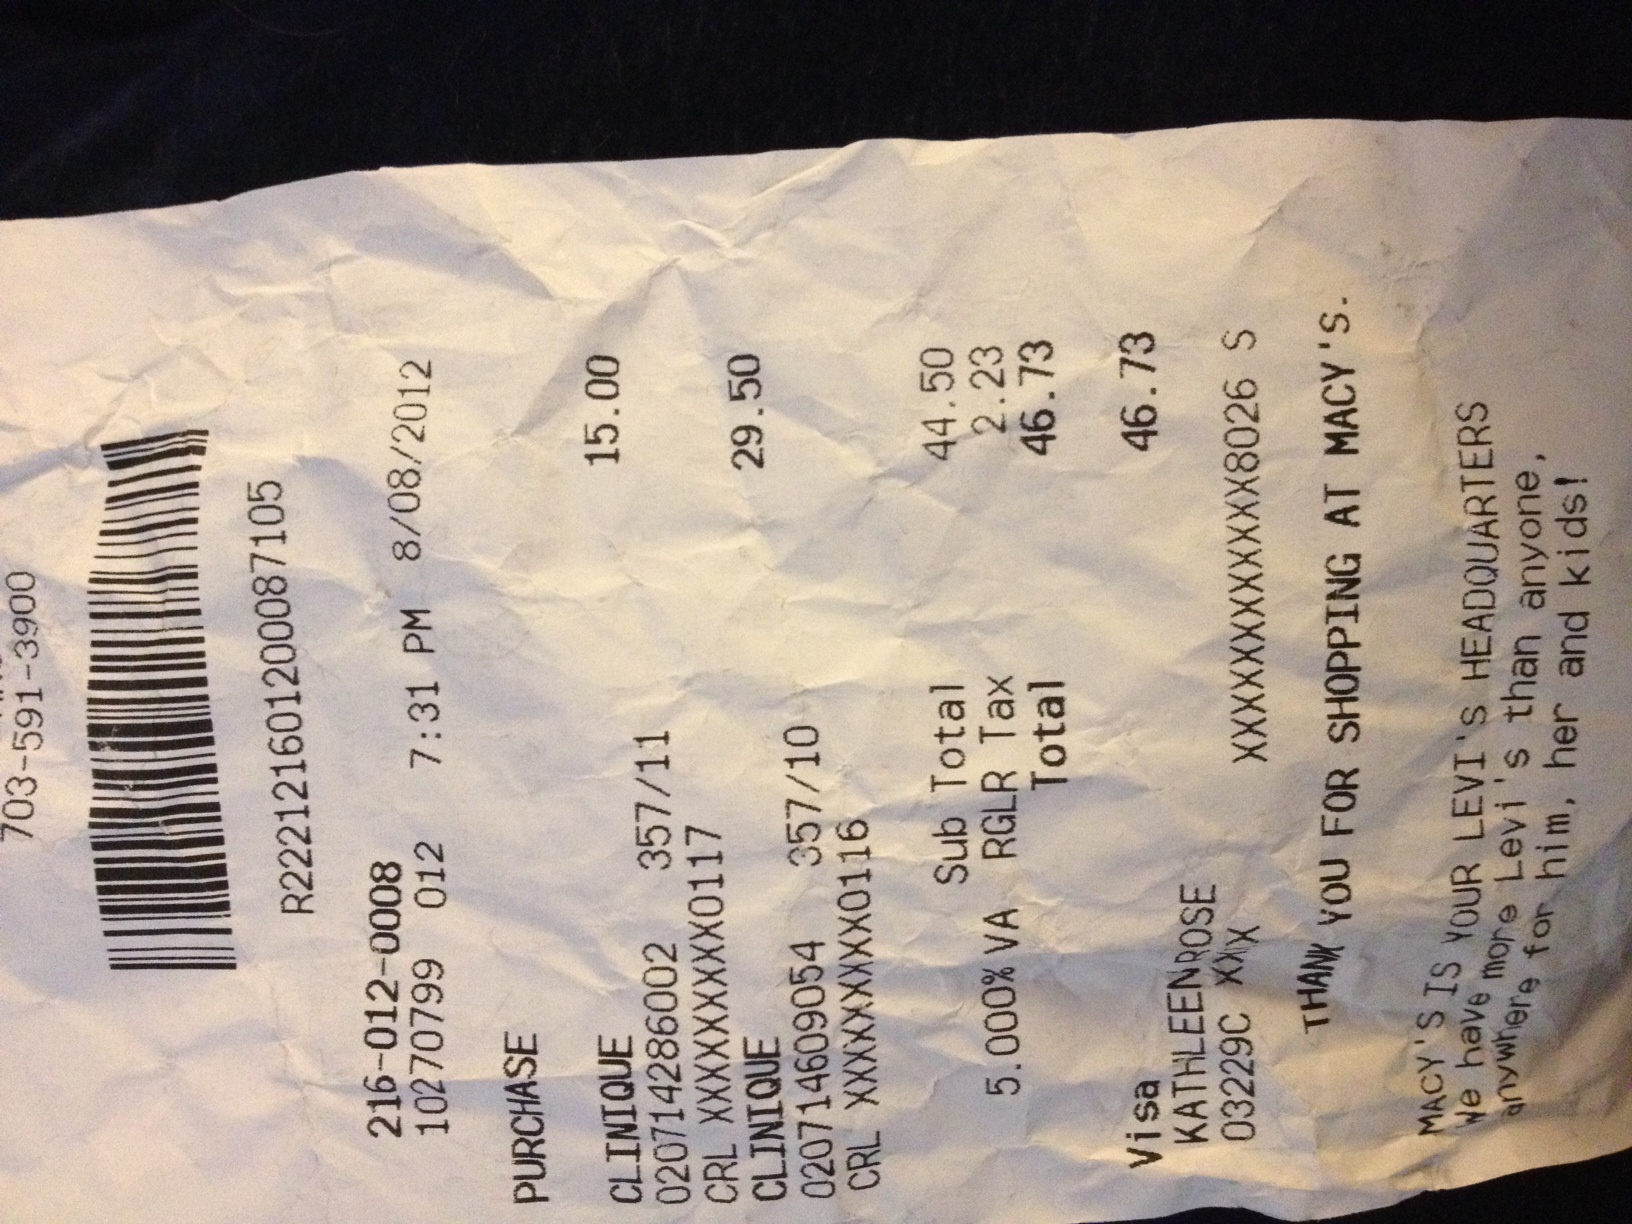 703-591-3900
R222121601200087105
216-012-0008
10270799 012 7:31 PM 8/08/2012
PURCHASE
CLINIQUE 15.00
020714286002 357/11
CRL XXXXXXXXX0117
CLINIQUE 29.50
020714609054 357/10
CRL XXXXXXXXX0116
Sub Total 44.50
5.000% VA RGLR Tax 2.23
Total 46.73
Visa 46.73
KATHLEENROSE
03229C XXX XXXXXXXXXXXX8026 S
THANK YOU FOR SHOPPING AT MACY'S.
MACY'S IS YOUR LEVI'S HEADQUARTERS
We have more Levi's than anyone,
anywhere for him, her and kids!